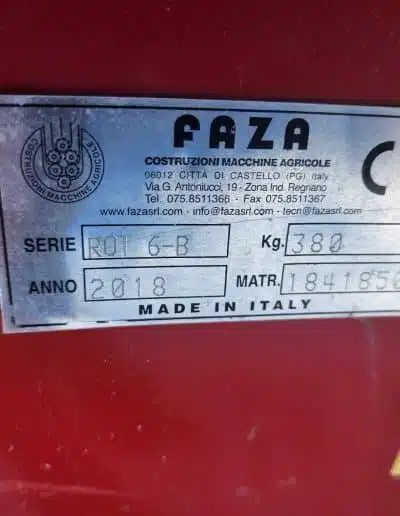 COSTRUZIONI MACCHINE AGRICOLE
FAZA
COSTRUZIONI MACCHINE AGRICOLE
06012 CITTÀ DI CASTELLO (PG) Italy
Via G. Antoniucci, 19 - Zona Ind. Regnano
Tel. 075.8511366 - Fax 075.8511367
www.fazasrl.com - info@fazasrl.com - tecn@fazasrl.com
C
SERIE ROT 6-B Kg. 380
ANNO 2018 MATR. 1841850
MADE IN ITALY